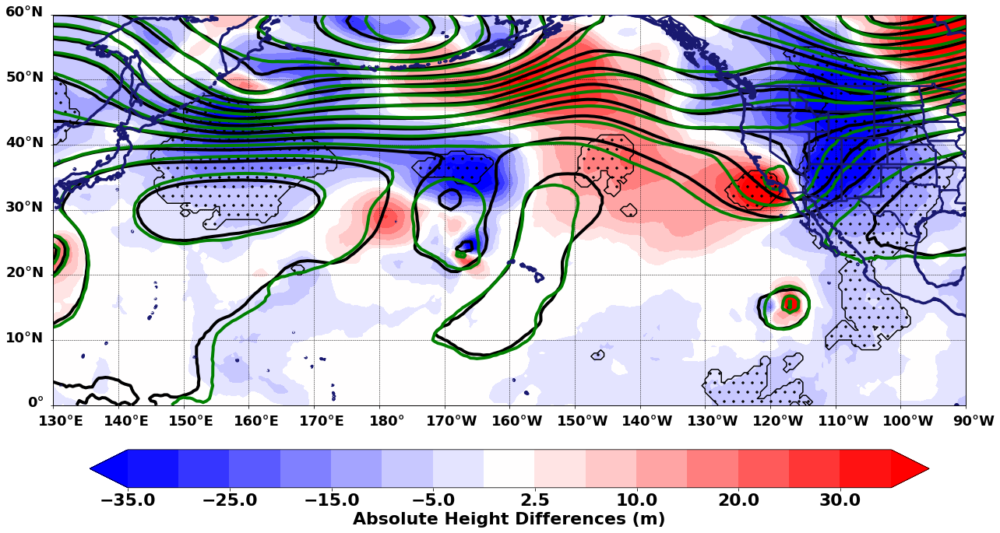 60°N
50°N
40°N
30°N
20°N
10°N
0°
130°E 140°E 150°E 160°E 170°E 180° 170°W 160°W 150°W 140°W 130°W 120°W 110°W 100°W 90°W
−35.0 −25.0 −15.0 −5.0 2.5 10.0 20.0 30.0
Absolute Height Differences (m)